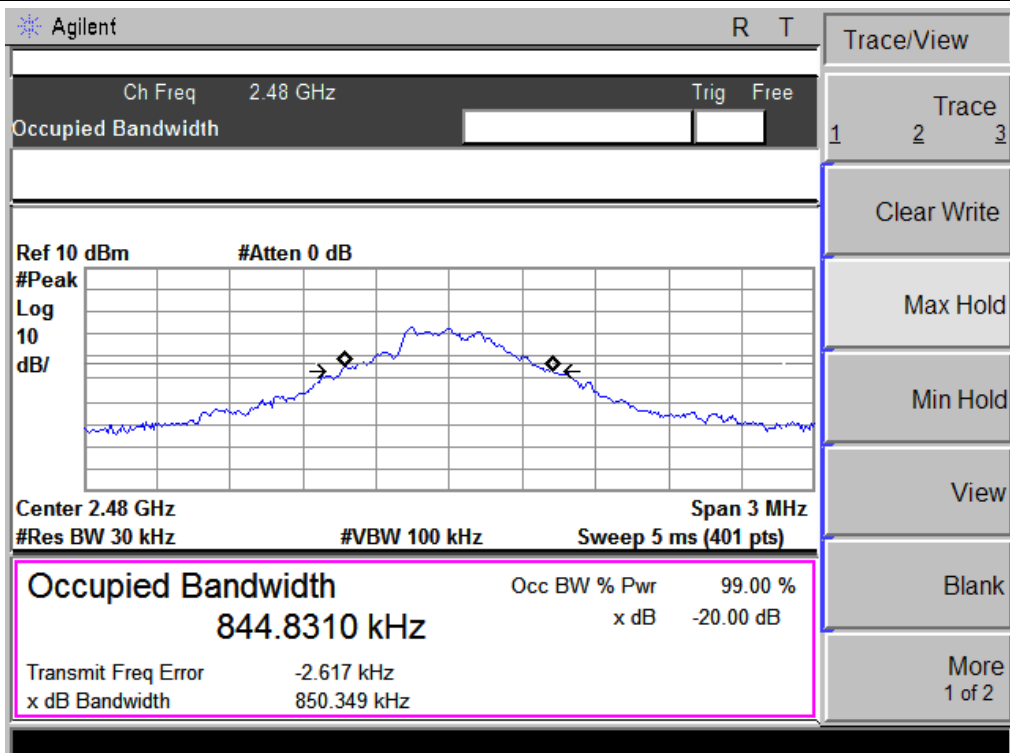 Agilent
R T
Trace/View
Ch Freq 2.48 GHz Trig Free
Occupied Bandwidth
Trace
1 2 3
Clear Write
Ref 10 dBm #Atten 0 dB
#Peak
Log
10
dB/
Max Hold
Min Hold
View
Center 2.48 GHz Span 3 MHz
#Res BW 30 kHz #VBW 100 kHz Sweep 5 ms (401 pts)
Occupied Bandwidth
844.8310 kHz
Occ BW % Pwr 99.00 %
x dB -20.00 dB
Transmit Freq Error -2.617 kHz
x dB Bandwidth 850.349 kHz
Blank
More
1 of 2